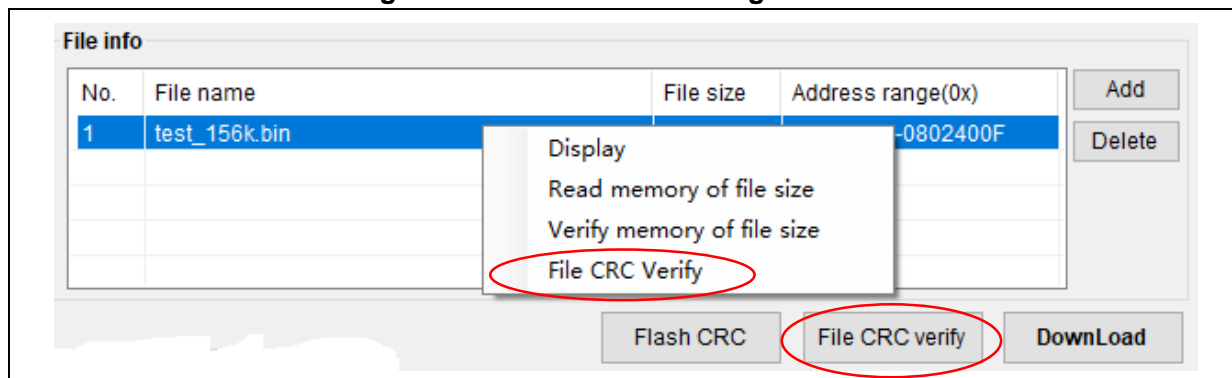 File info
No. File name File size Address range(0x) Add
1 test_156k.bin -0802400F Delete
Display
Read memory of file size
Verify memory of file size
File CRC Verify
Flash CRC File CRC verify DownLoad